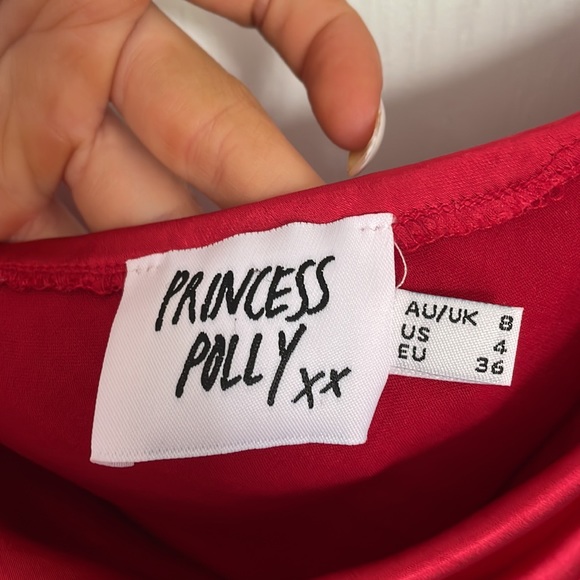 PRINCESS
POLLY xx
AU/UK 8
US 4
EU 36